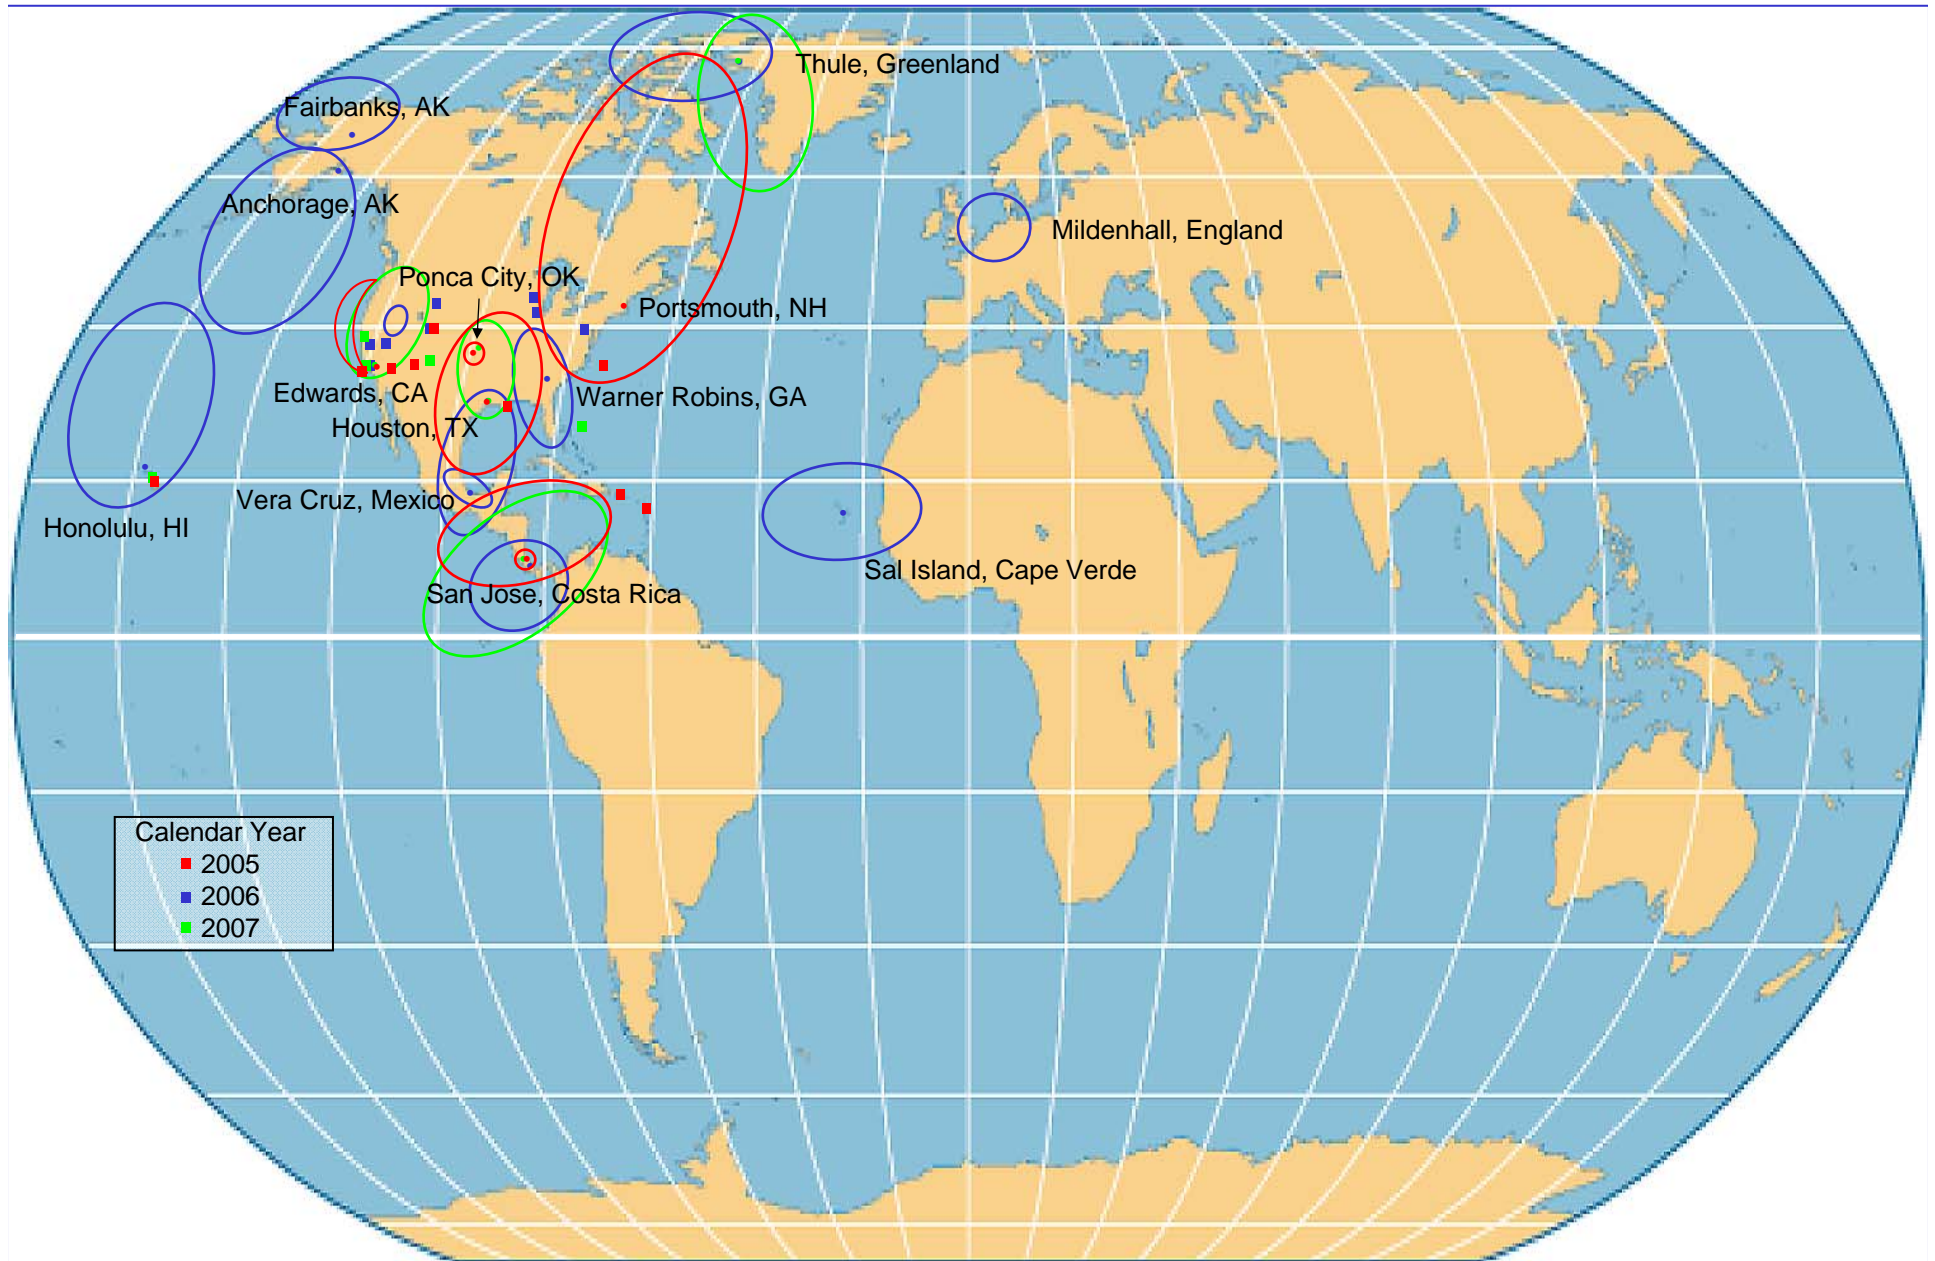 Thule, Greenland
Fairbanks, AK
Anchorage, AK
Mildenhall, England
Ponca City, OK
Portsmouth, NH
Edwards, CA
Warner Robins, GA
Houston, TX
Vera Cruz, Mexico
Honolulu, HI
Sal Island, Cape Verde
San Jose, Costa Rica
Calendar Year
2005
2006
2007